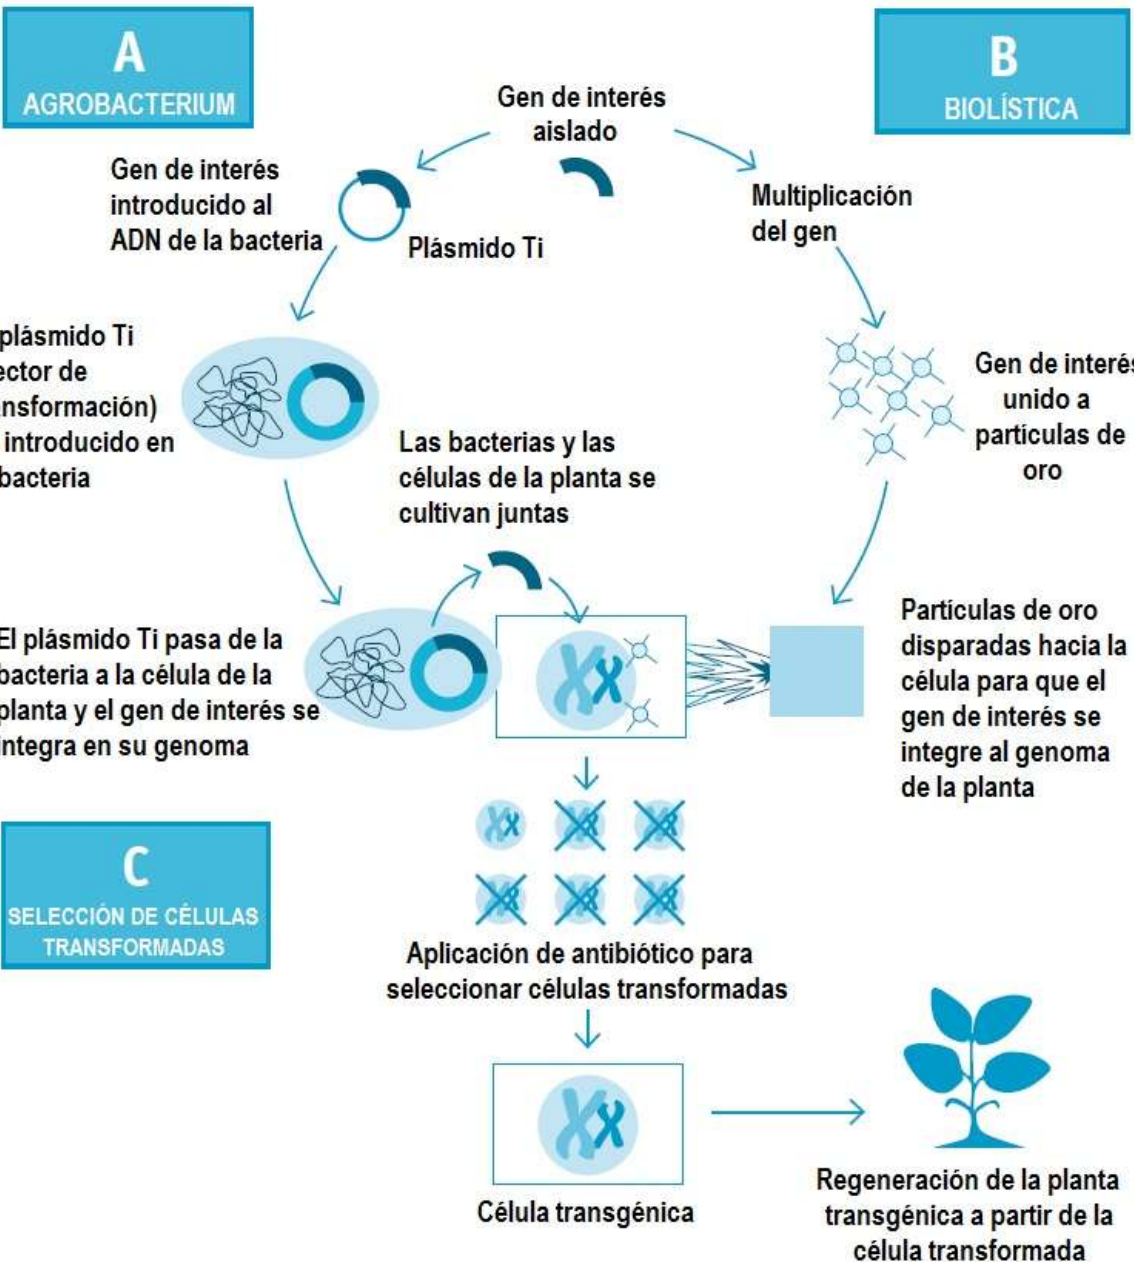 A
AGROBACTERIUM
B
BIOLÍSTICA
Gen de interés
aislado
Gen de interés
introducido al
ADN de la bacteria
Plásmido Ti
Multiplicación
del gen
plásmido Ti
ector de
ansformación)
introducido en
bacteria
Gen de interés
unido a
partículas de
oro
Las bacterias y las
células de la planta se
cultivan juntas
El plásmido Ti pasa de la
bacteria a la célula de la
planta y el gen de interés se
integra en su genoma
Partículas de oro
disparadas hacia la
célula para que el
gen de interés se
integre al genoma
de la planta
C
SELECCIÓN DE CÉLULAS
TRANSFORMADAS
Aplicación de antibiótico para
seleccionar células transformadas
Célula transgénica
Regeneración de la planta
transgénica a partir de la
célula transformada